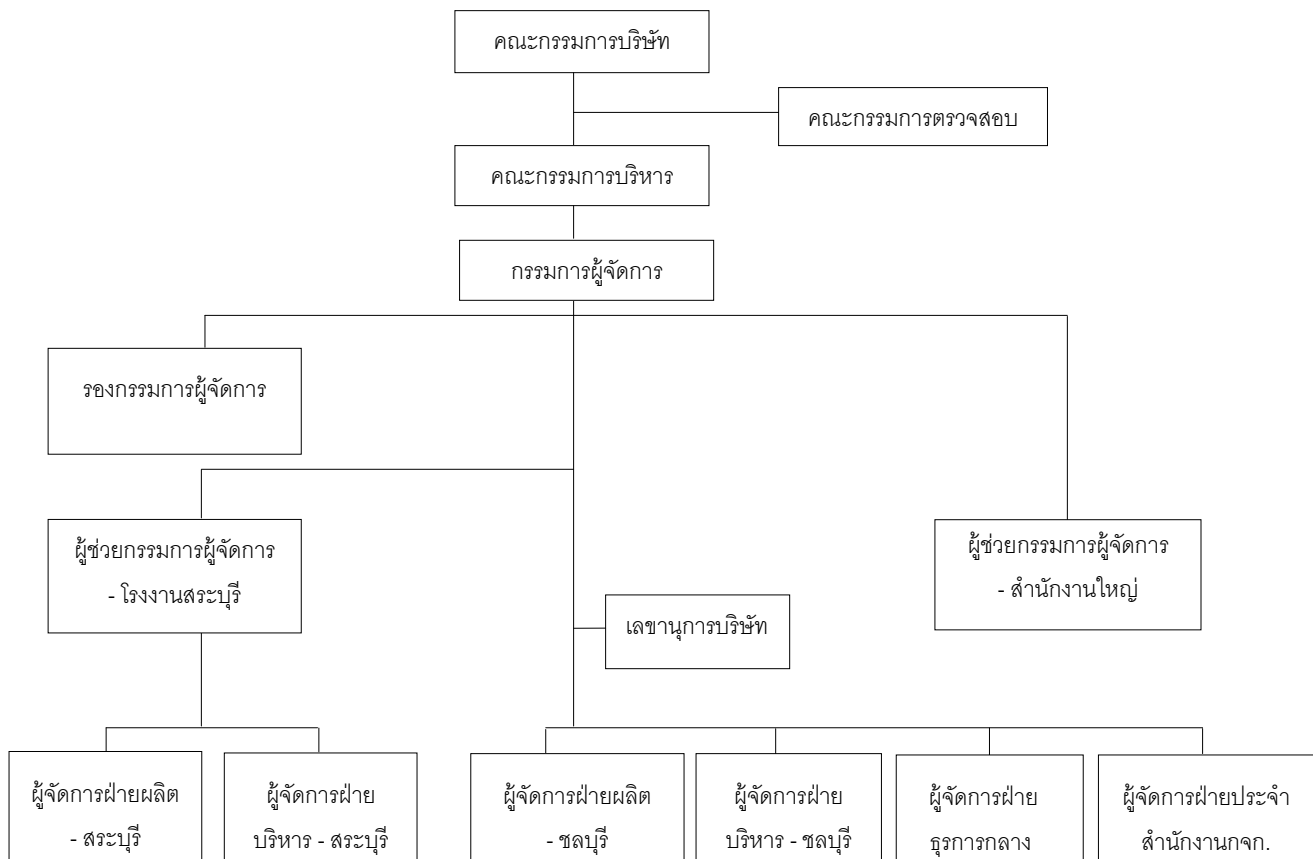 คณะกรรมการบริษัท
คณะกรรมการตรวจสอบ
คณะกรรมการบริหาร
กรรมการผู้จัดการ
รองกรรมการผู้จัดการ
ผู้ช่วยกรรมการผู้จัดการ
- โรงงานสระบุรี
ผู้ช่วยกรรมการผู้จัดการ
- สำนักงานใหญ่
เลขานุการบริษัท
ผู้จัดการฝ่ายผลิต
- สระบุรี
ผู้จัดการฝ่าย
บริหาร - สระบุรี
ผู้จัดการฝ่ายผลิต
- ชลบุรี
ผู้จัดการฝ่าย
บริหาร - ชลบุรี
ผู้จัดการฝ่าย
ธุรการกลาง
ผู้จัดการฝ่ายประจำ
สำนักงานกจก.